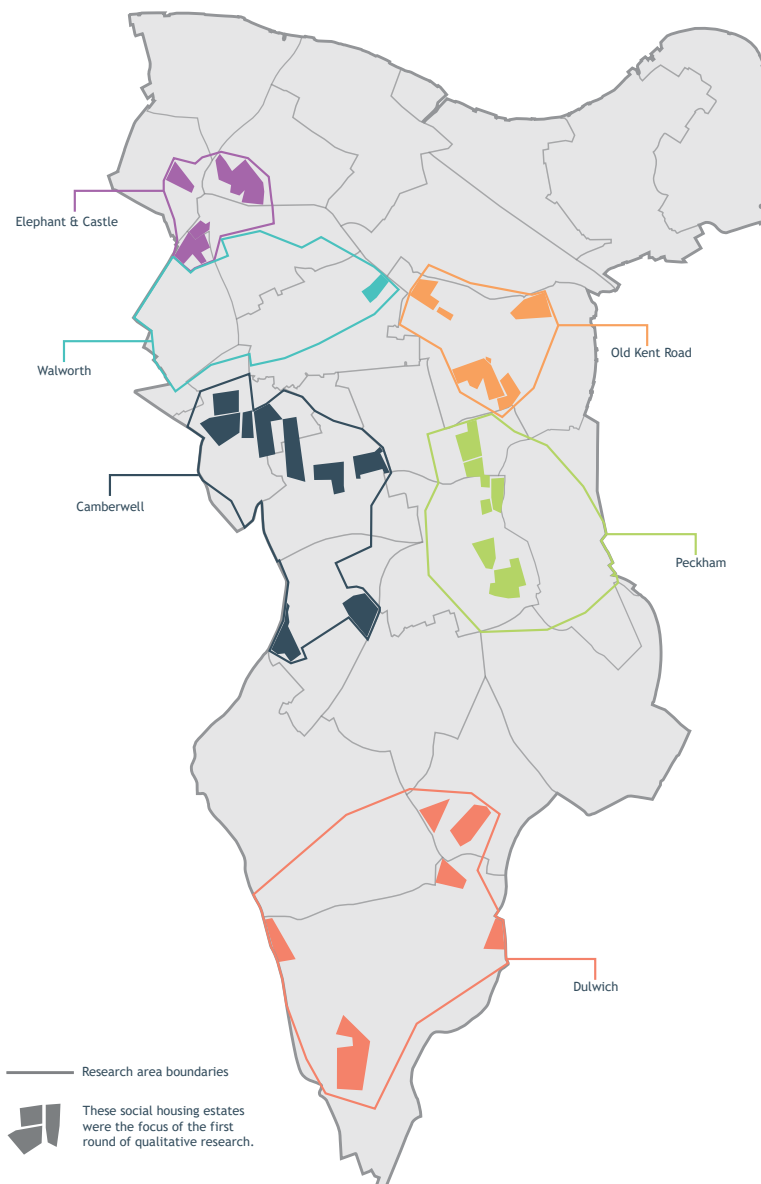 Elephant & Castle
Walworth
Old Kent Road
Camberwell
Peckham
Dulwich
Research area boundaries
These social housing estates
were the focus of the first
round of qualitative research.